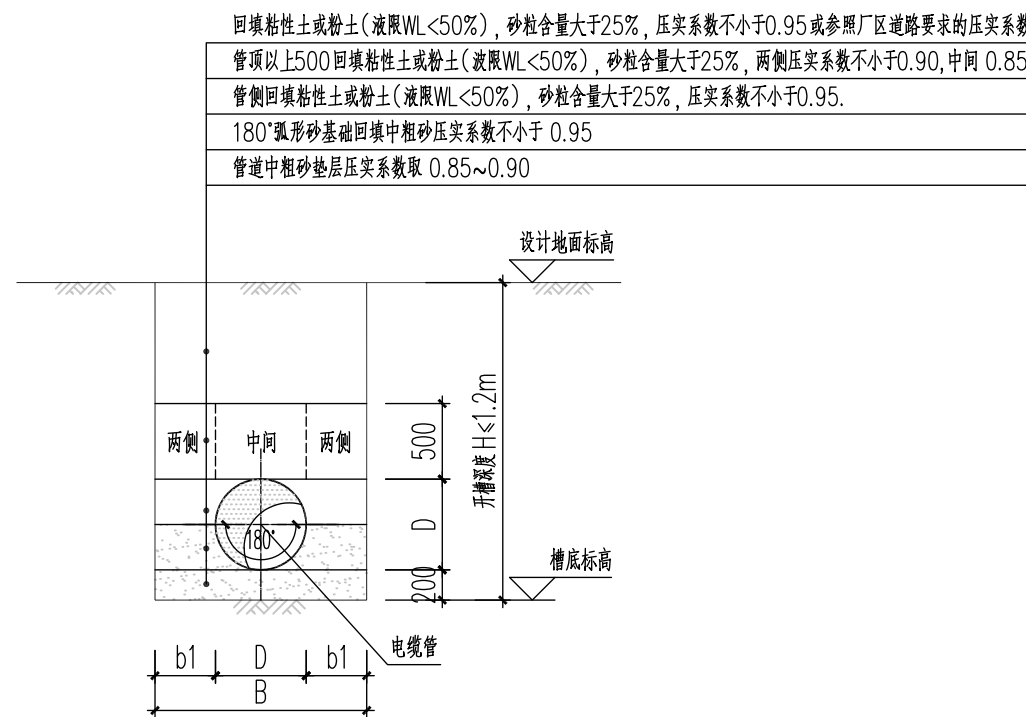 回填粘性土或粉土(液限WL<50%), 砂粒含量大于25%, 压实系数不小于0.95或参照厂区道路要求的压实系数
管顶以上500回填粘性土或粉土(波限WL<50%), 砂粒含量大于25%, 两侧压实系数不小于0.90,中间 0.85
管侧回填粘性土或粉土(液限WL<50%), 砂粒含量大于25%, 压实系数不小于0.95.
180°弧形砂基础回填中粗砂压实系数不小于 0.95
管道中粗砂垫层压实系数取 0.85~0.90
设计地面标高
两侧 中间 两侧
500
开槽深度H≤1.2m
D
180°
200
槽底标高
电缆管
b1 D b1
B